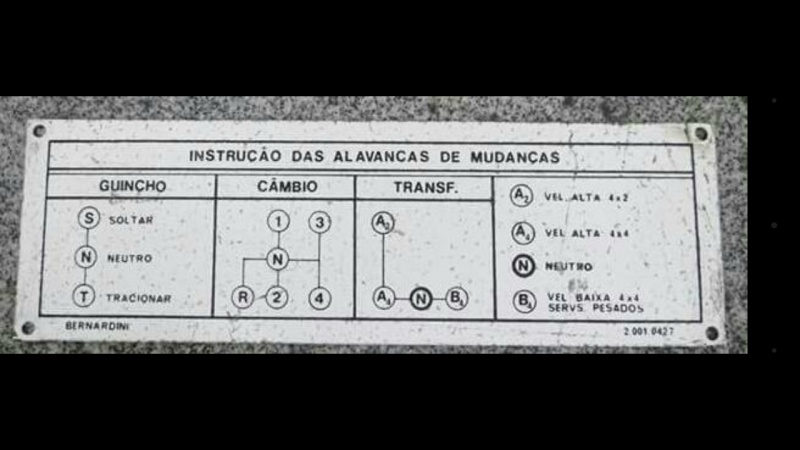 INSTRUÇÃO DAS ALAVANCAS DE MUDANÇAS
GUINCHO
S SOLTAR
N NEUTRO
T TRACIONAR
CÂMBIO
1 3
N
R 2 4
TRANSF.
A2
A4 N B4
A2 VEL. ALTA 4x2
A4 VEL. ALTA 4x4
N NEUTRO
B4 VEL BAIXA 4x4
SERVS. PESADOS
BERNARDINI
2.001.0427